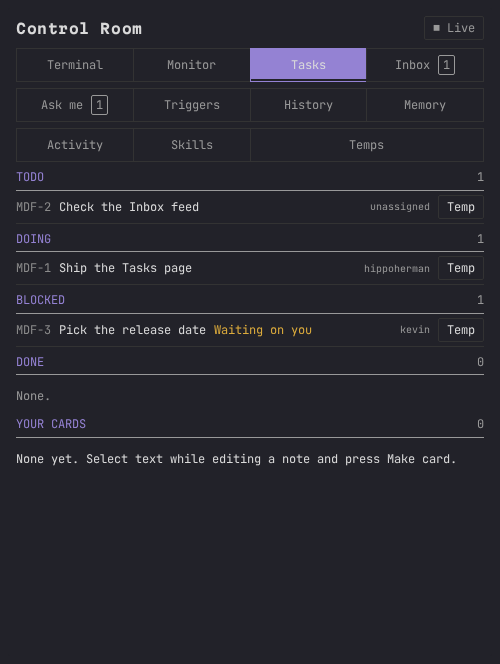 Control Room
Live
Terminal Monitor Tasks Inbox 1
Ask me 1 Triggers History Memory
Activity Skills Temps
TODO 1
MDF-2 Check the Inbox feed unassigned Temp
DOING 1
MDF-1 Ship the Tasks page hippoherman Temp
BLOCKED 1
MDF-3 Pick the release date Waiting on you kevin Temp
DONE 0
None.
YOUR CARDS 0
None yet. Select text while editing a note and press Make card.